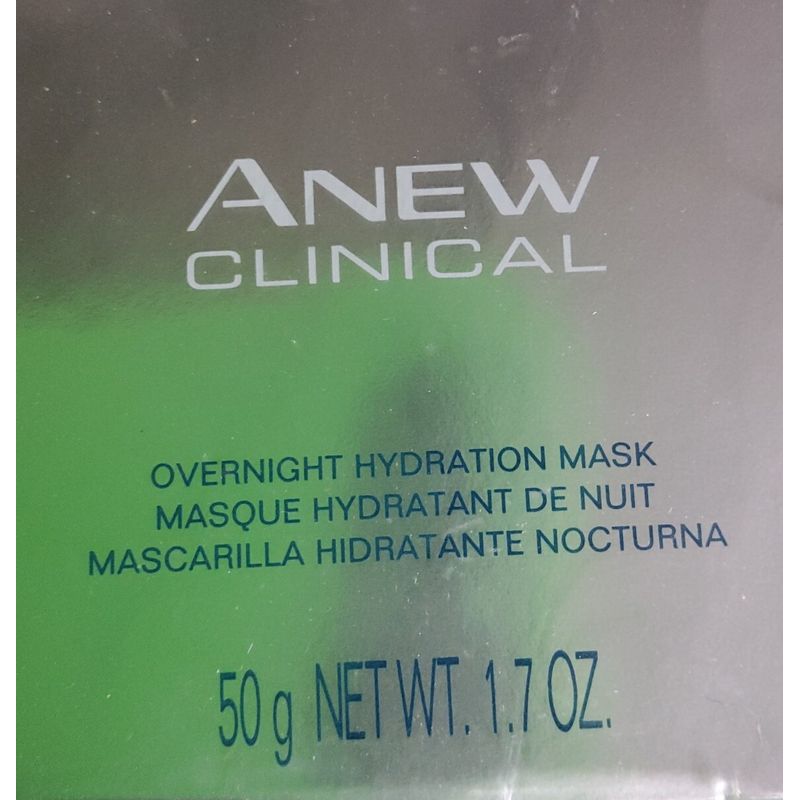 ANEW
CLINICAL
OVERNIGHT HYDRATION MASK
MASQUE HYDRATANT DE NUIT
MASCARILLA HIDRATANTE NOCTURNA
50 g NET WT. 1.7 OZ.